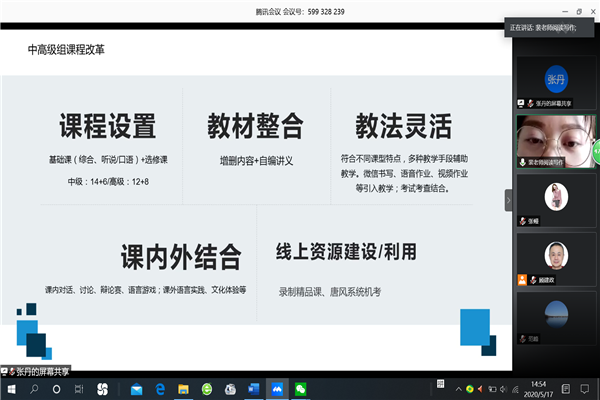 腾讯会议 会议号：599 328 239
正在讲话: 裴老师阅读写作;
中高级组课程改革
课程设置
基础课（综合、听说/口语）+选修课
中级：14+6/高级：12+8
教材整合
增删内容+自编讲义
教法灵活
符合不同课型特点，多种教学手段辅助
教学。微信书写、语音作业、视频作业
等引入教学；考试考查结合。
课内外结合
课内对话、讨论、辩论赛、语言游戏；课外语言实践、文化体验等
线上资源建设/利用
录制精品课、唐风系统机考
张丹
张丹的屏幕共享
裴老师阅读写作
张帽
顾建政
张丹的屏幕共享
14:54
2020/5/17